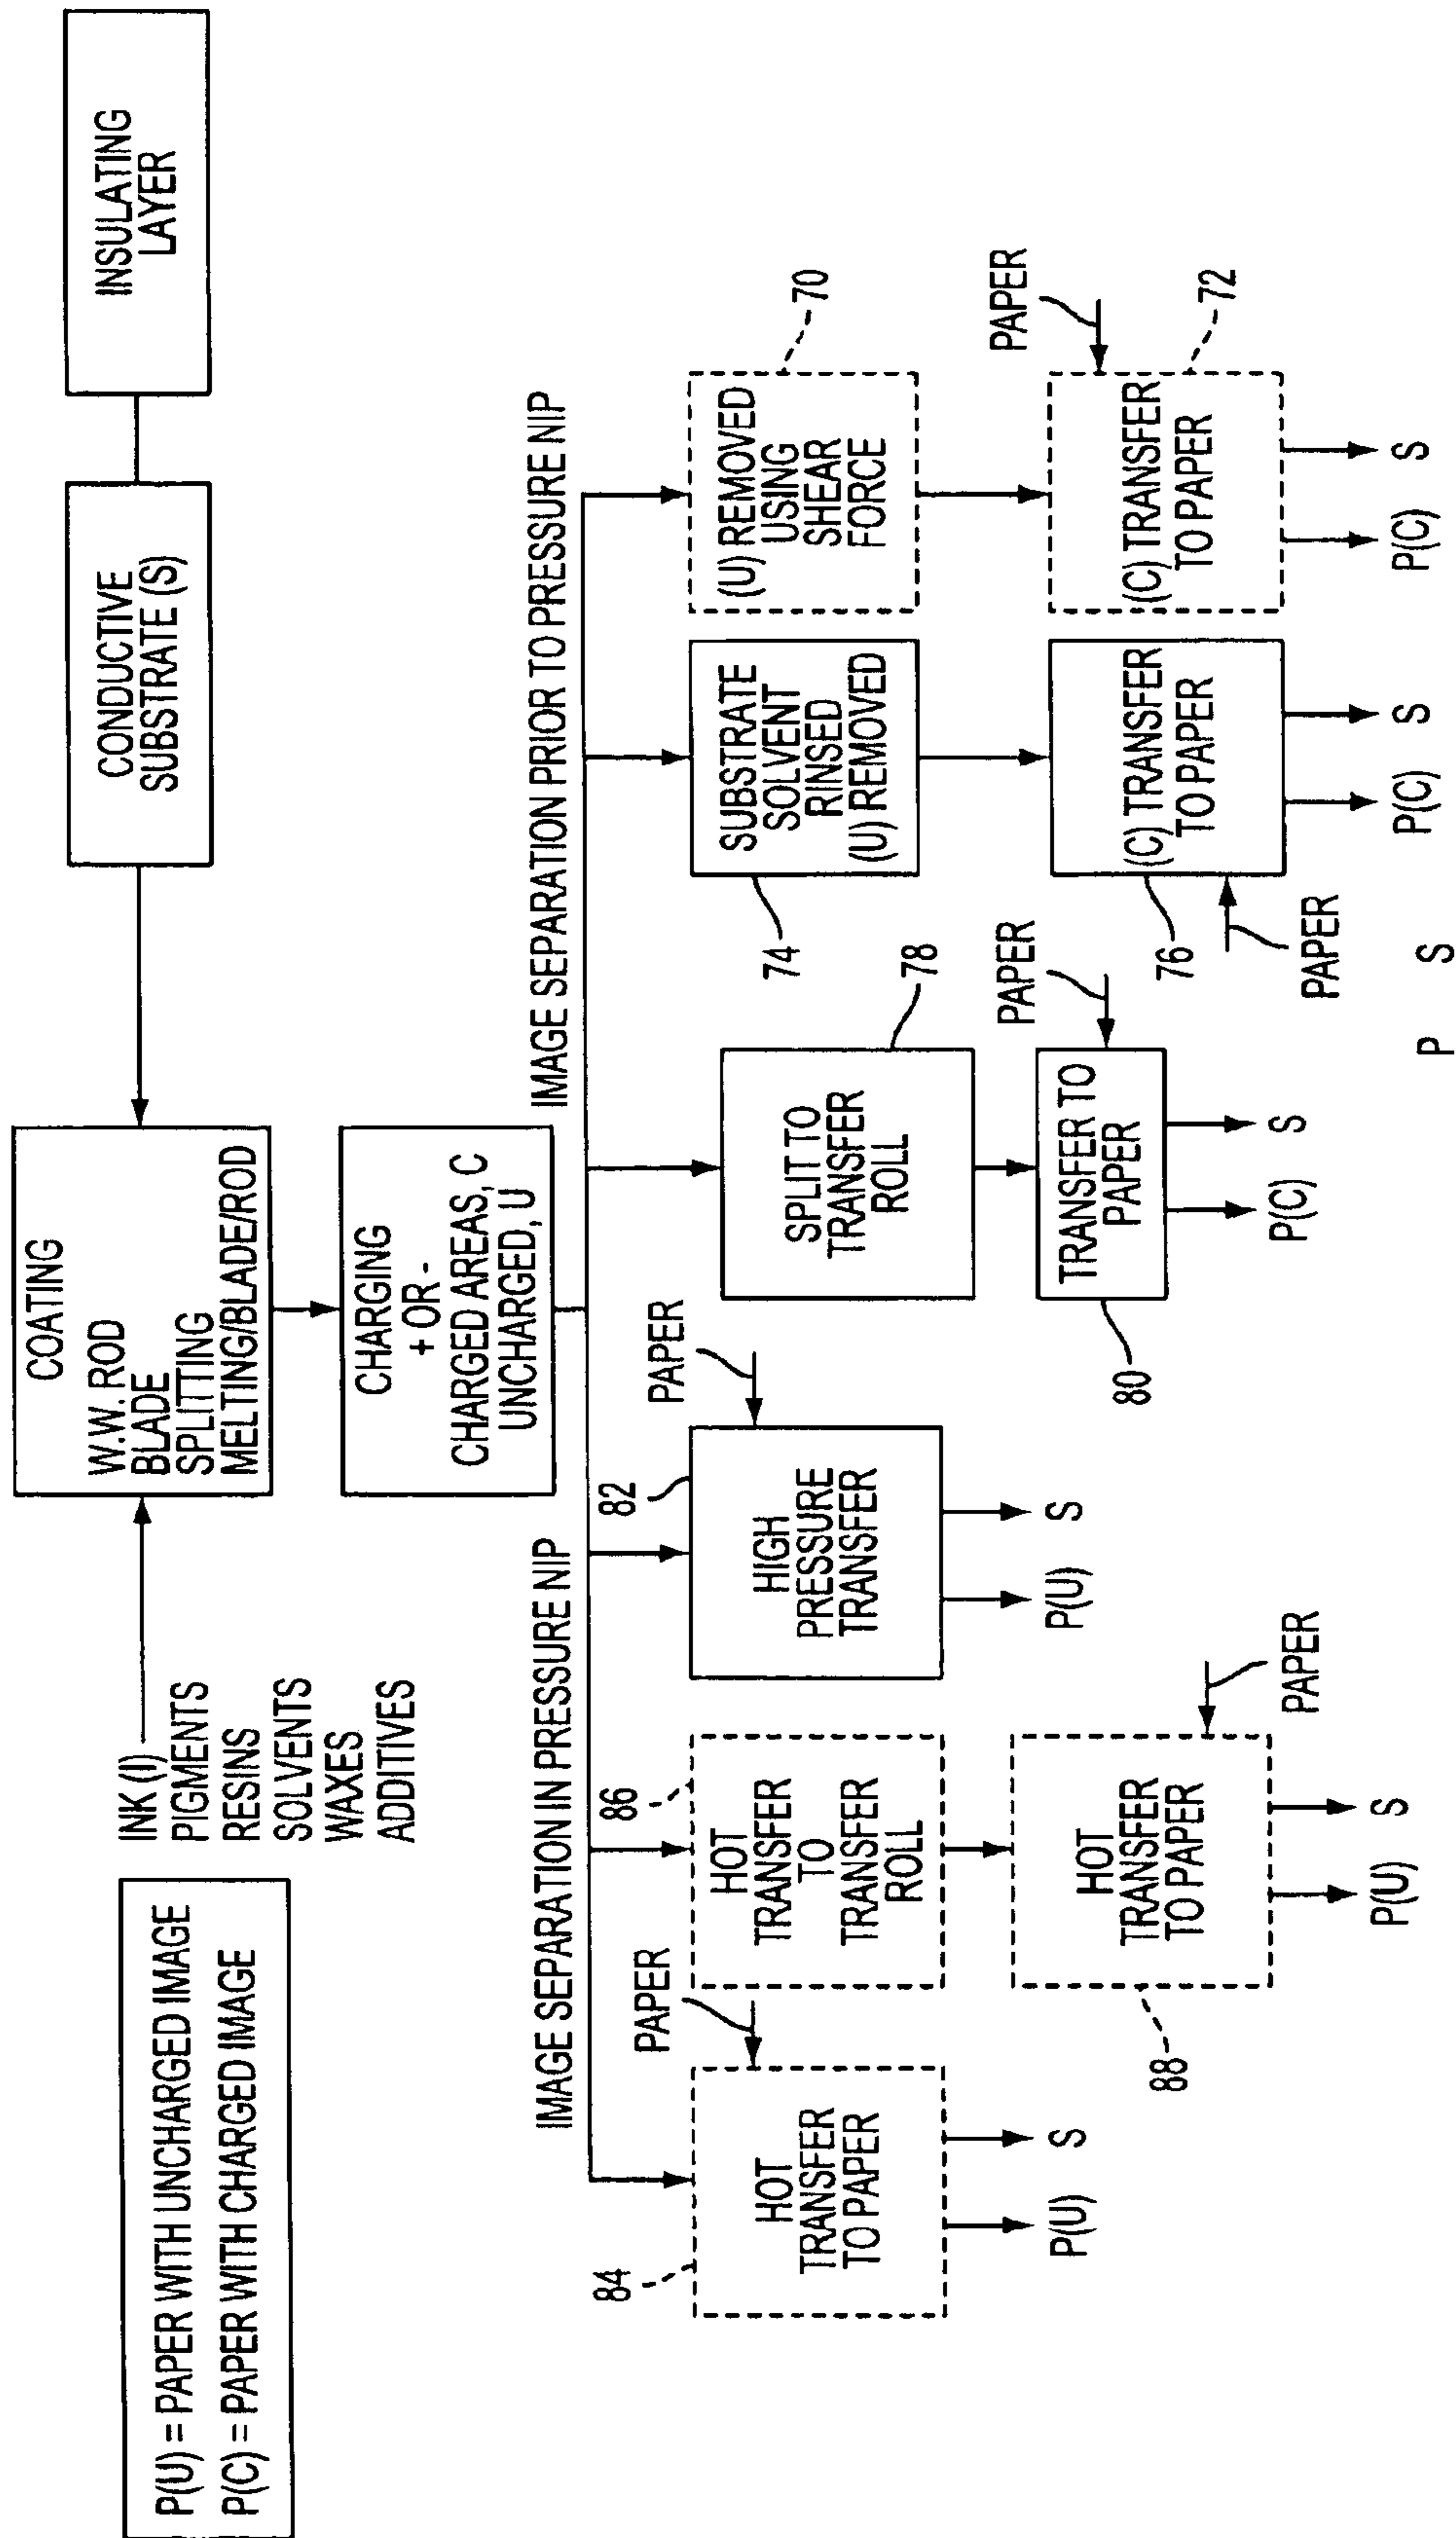 P(U) = PAPER WITH UNCHARGED IMAGE
P(C) = PAPER WITH CHARGED IMAGE
INK (I)
PIGMENTS
RESINS
SOLVENTS
WAXES
ADDITIVES
COATING
W.W. ROD
BLADE
SPLITTING
MELTING/BLADE/ROD
CONDUCTIVE
SUBSTRATE (S)
INSULATING
LAYER
CHARGING
+ OR -
CHARGED AREAS, C
UNCHARGED, U
IMAGE SEPARATION IN PRESSURE NIP
IMAGE SEPARATION PRIOR TO PRESSURE NIP
84
HOT
TRANSFER
TO PAPER
PAPER
P(U)
S
86
HOT
TRANSFER
TO
TRANSFER
ROLL
88
HOT
TRANSFER
TO PAPER
PAPER
P(U)
S
82
HIGH
PRESSURE
TRANSFER
PAPER
P(U)
S
78
SPLIT TO
TRANSFER
ROLL
80
TRANSFER TO
PAPER
PAPER
P(C)
S
74
SUBSTRATE
SOLVENT
RINSED
(U) REMOVED
76
(C) TRANSFER
TO PAPER
PAPER
P(C)
S
70
(U) REMOVED
USING
SHEAR
FORCE
72
(C) TRANSFER
TO PAPER
PAPER
P(C)
S
P
S